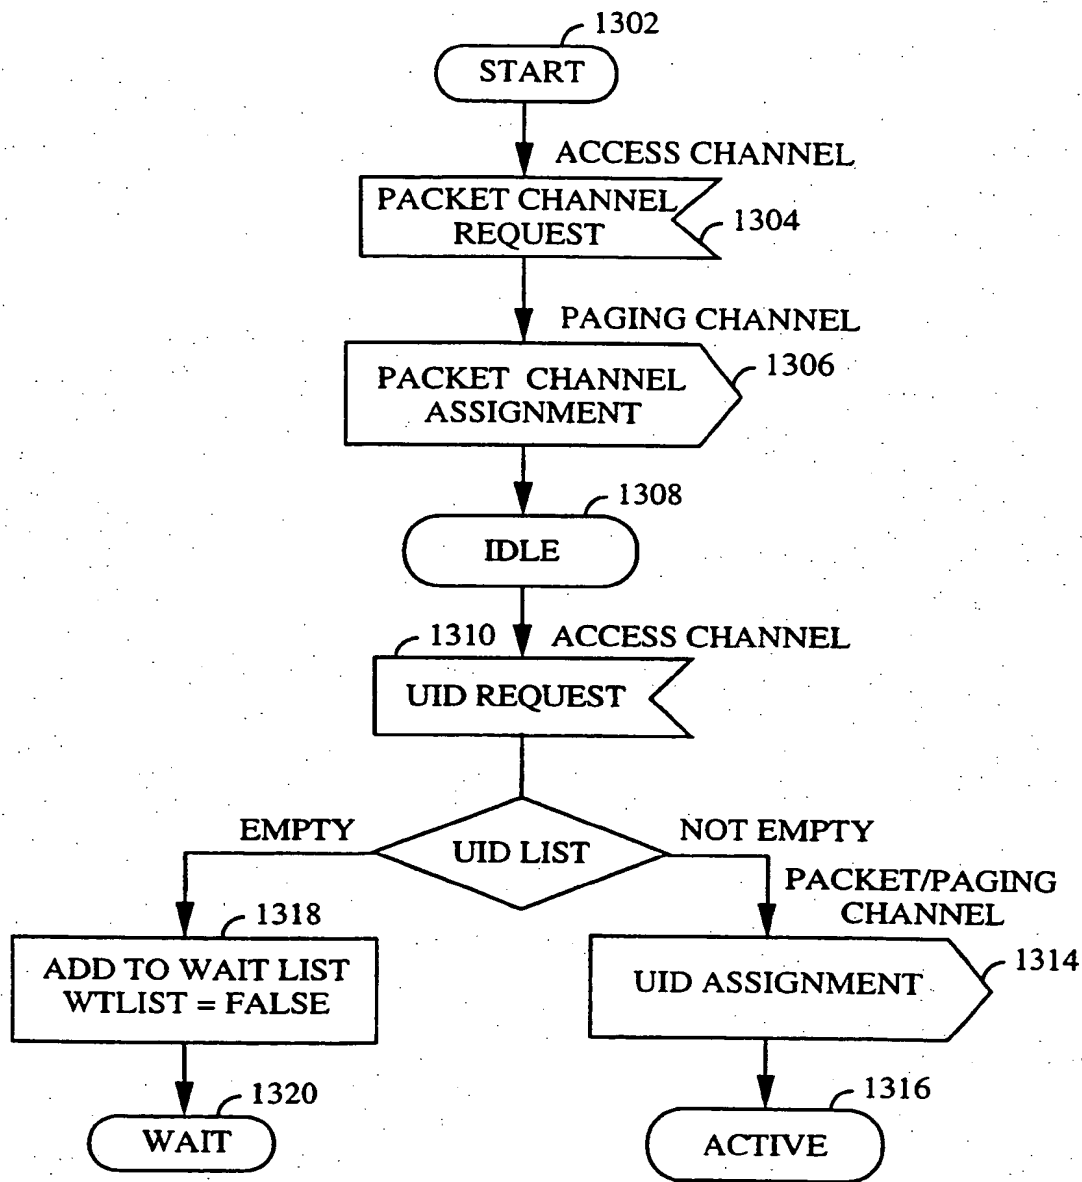 1302
START
ACCESS CHANNEL
PACKET CHANNEL
REQUEST
1304
PAGING CHANNEL
PACKET CHANNEL
ASSIGNMENT
1306
1308
IDLE
1310
ACCESS CHANNEL
UID REQUEST
EMPTY
UID LIST
NOT EMPTY
PACKET/PAGING
CHANNEL
1318
ADD TO WAIT LIST
WTLIST = FALSE
UID ASSIGNMENT
1314
1320
WAIT
1316
ACTIVE